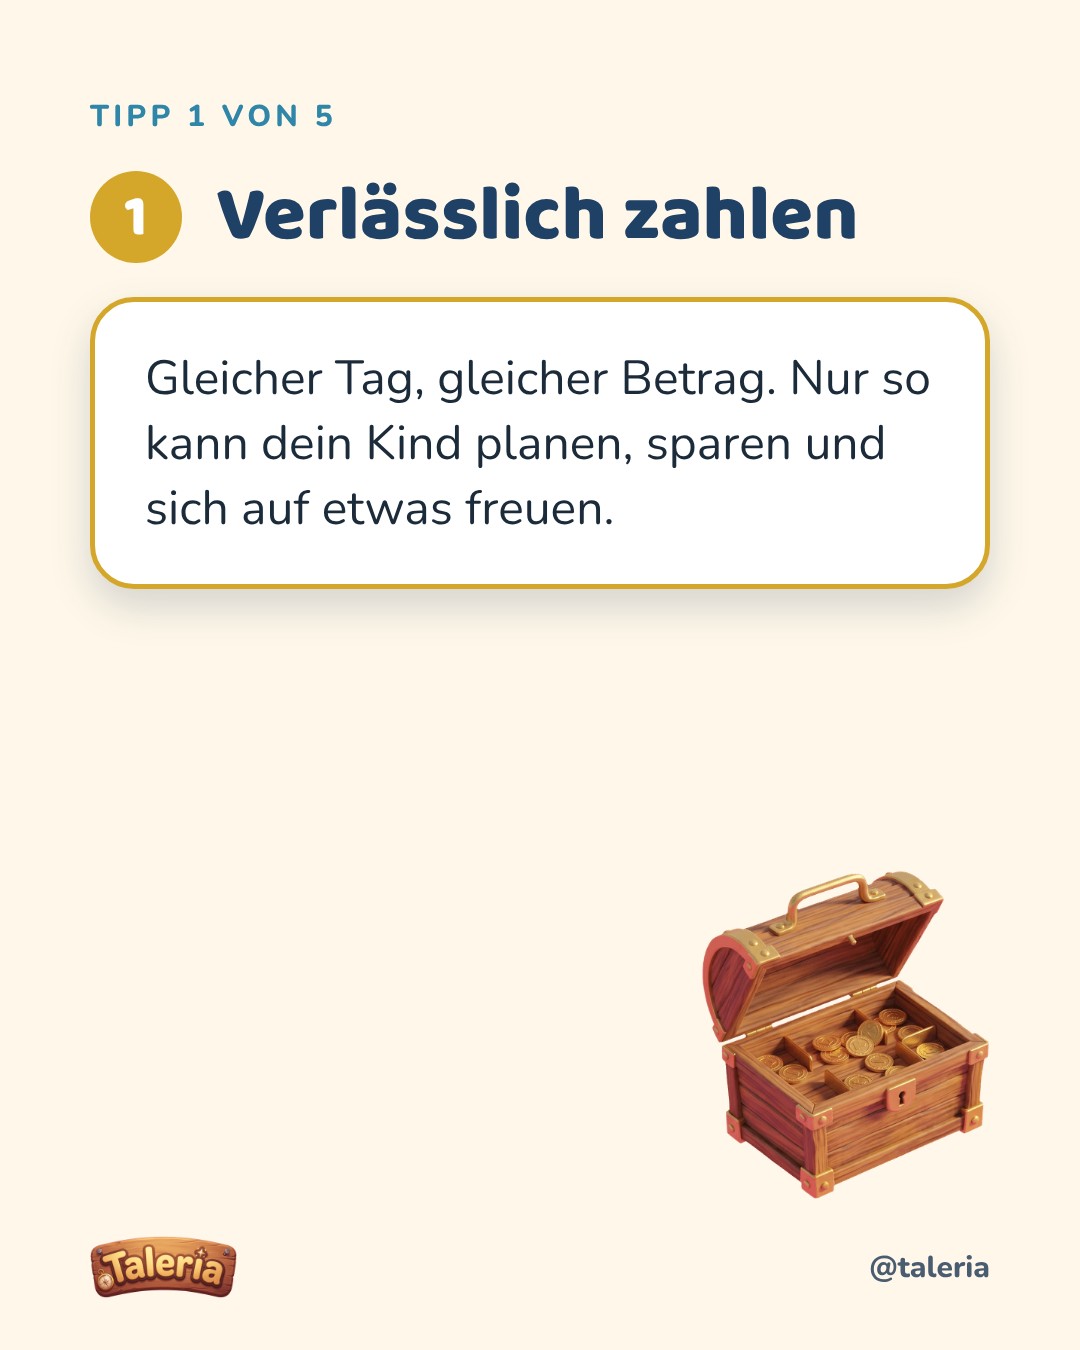 TIPP 1 VON 5
1 Verlässlich zahlen
Gleicher Tag, gleicher Betrag. Nur so
kann dein Kind planen, sparen und
sich auf etwas freuen.
Taleria
@taleria